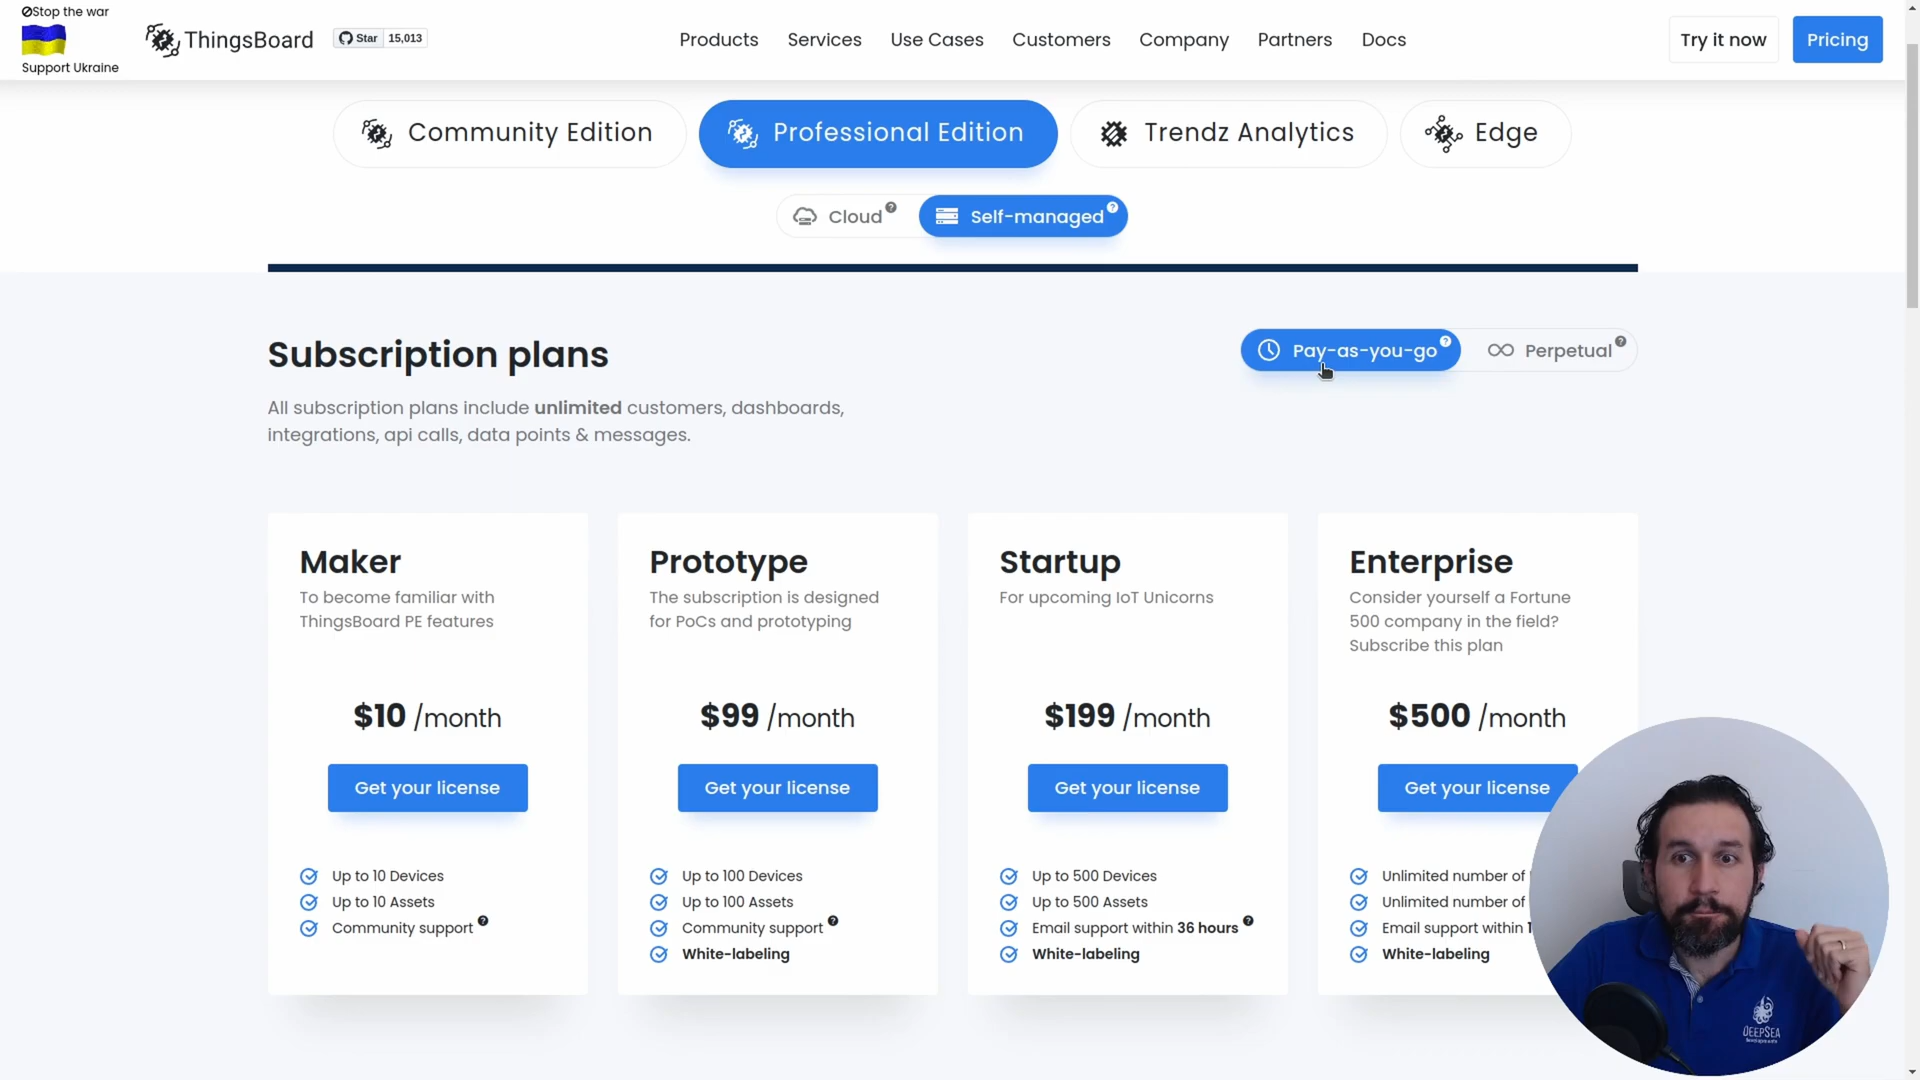 Stop the war
Support Ukraine
ThingsBoard
Star 15,013
Products Services Use Cases Customers Company Partners Docs
Try it now
Pricing
Community Edition
Professional Edition
Trendz Analytics
Edge
Cloud ?
Self-managed ?
Subscription plans
Pay-as-you-go ?
Perpetual ?
All subscription plans include unlimited customers, dashboards,
integrations, api calls, data points & messages.
Maker
To become familiar with
ThingsBoard PE features
$10 /month
Get your license
Up to 10 Devices
Up to 10 Assets
Community support ?
Prototype
The subscription is designed
for PoCs and prototyping
$99 /month
Get your license
Up to 100 Devices
Up to 100 Assets
Community support ?
White-labeling
Startup
For upcoming IoT Unicorns
$199 /month
Get your license
Up to 500 Devices
Up to 500 Assets
Email support within 36 hours ?
White-labeling
Enterprise
Consider yourself a Fortune
500 company in the field?
Subscribe this plan
$500 /month
Get your license
Unlimited number of
Unlimited number of
Email support within
White-labeling
DEEPSEA